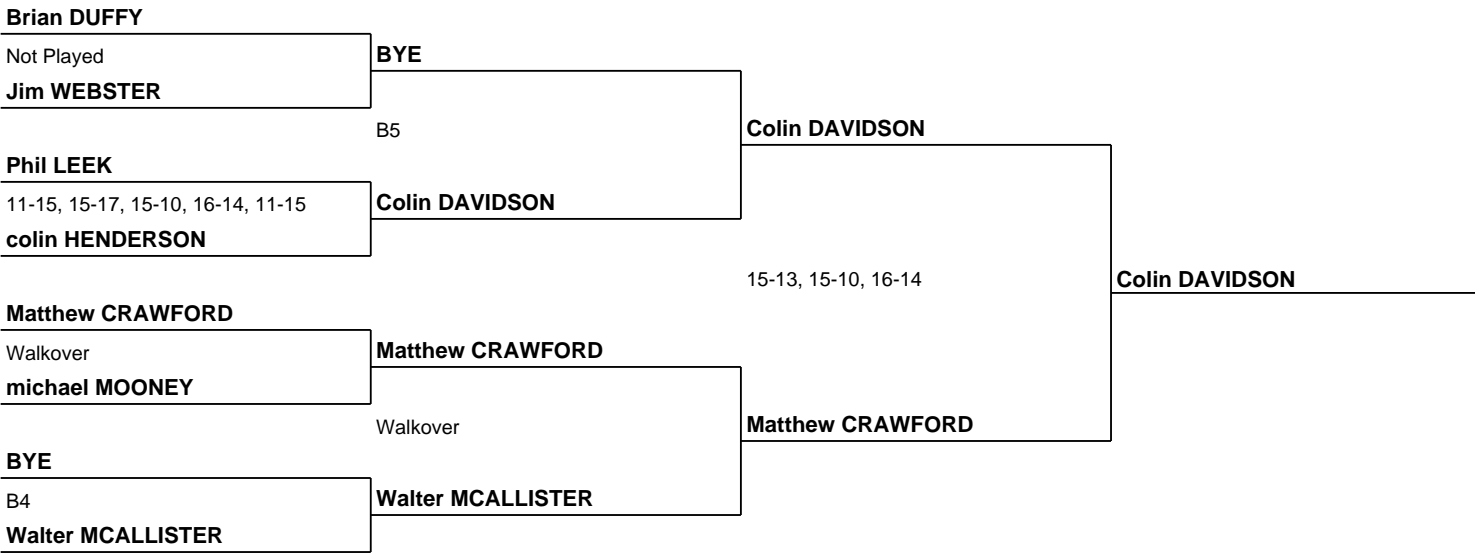 Brian DUFFY
Not Played
BYE
Jim WEBSTER
B5
Colin DAVIDSON
Phil LEEK
11-15, 15-17, 15-10, 16-14, 11-15
Colin DAVIDSON
colin HENDERSON
15-13, 15-10, 16-14
Colin DAVIDSON
Matthew CRAWFORD
Walkover
Matthew CRAWFORD
michael MOONEY
Walkover
Matthew CRAWFORD
BYE
B4
Walter MCALLISTER
Walter MCALLISTER